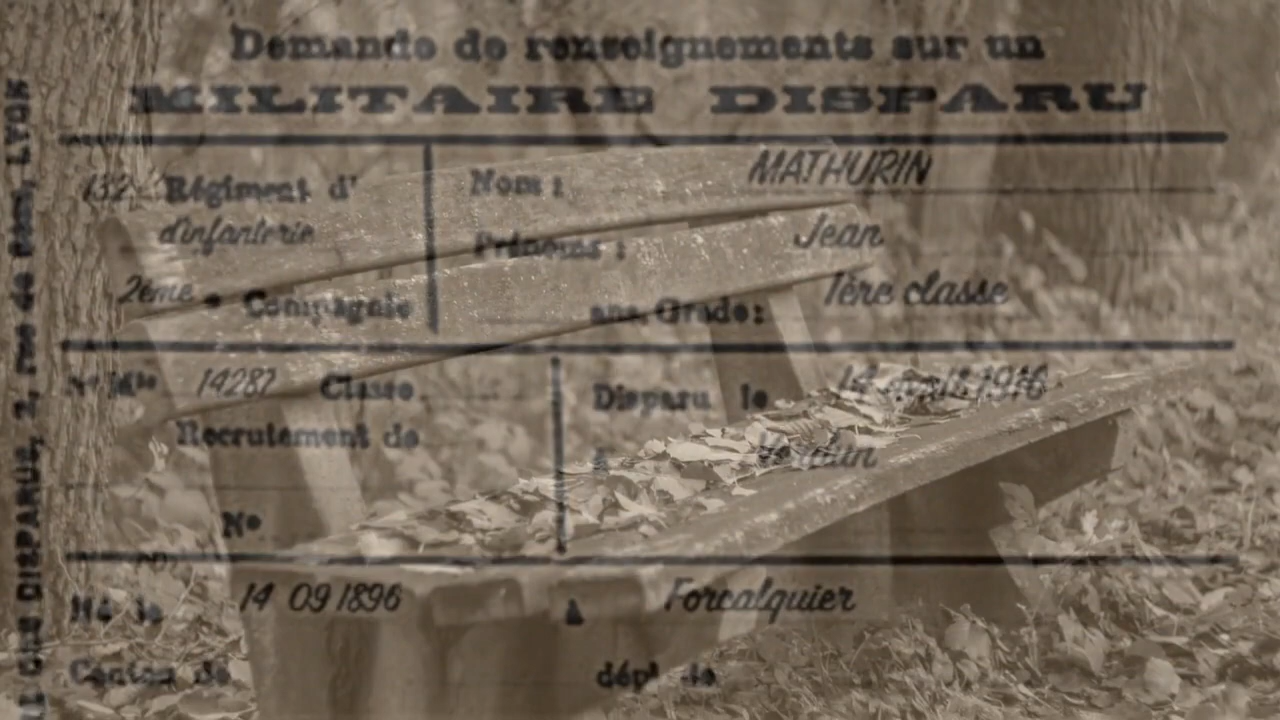 Demande de renseignements sur un
MILITAIRE DISPARU
132 Régiment d'
d'infanterie
2ème Compagnie
Nom : MATHURIN
Prénoms : Jean
ans, Grade : 1ère classe
N° Mle 14287 Classe
Recrutement de
N°
Disparu le 14 avril 1916
à Verdun
Né le 14 09 1896 à Forcalquier
Canton de dépt de
DISPARUS, 2, rue de LYON